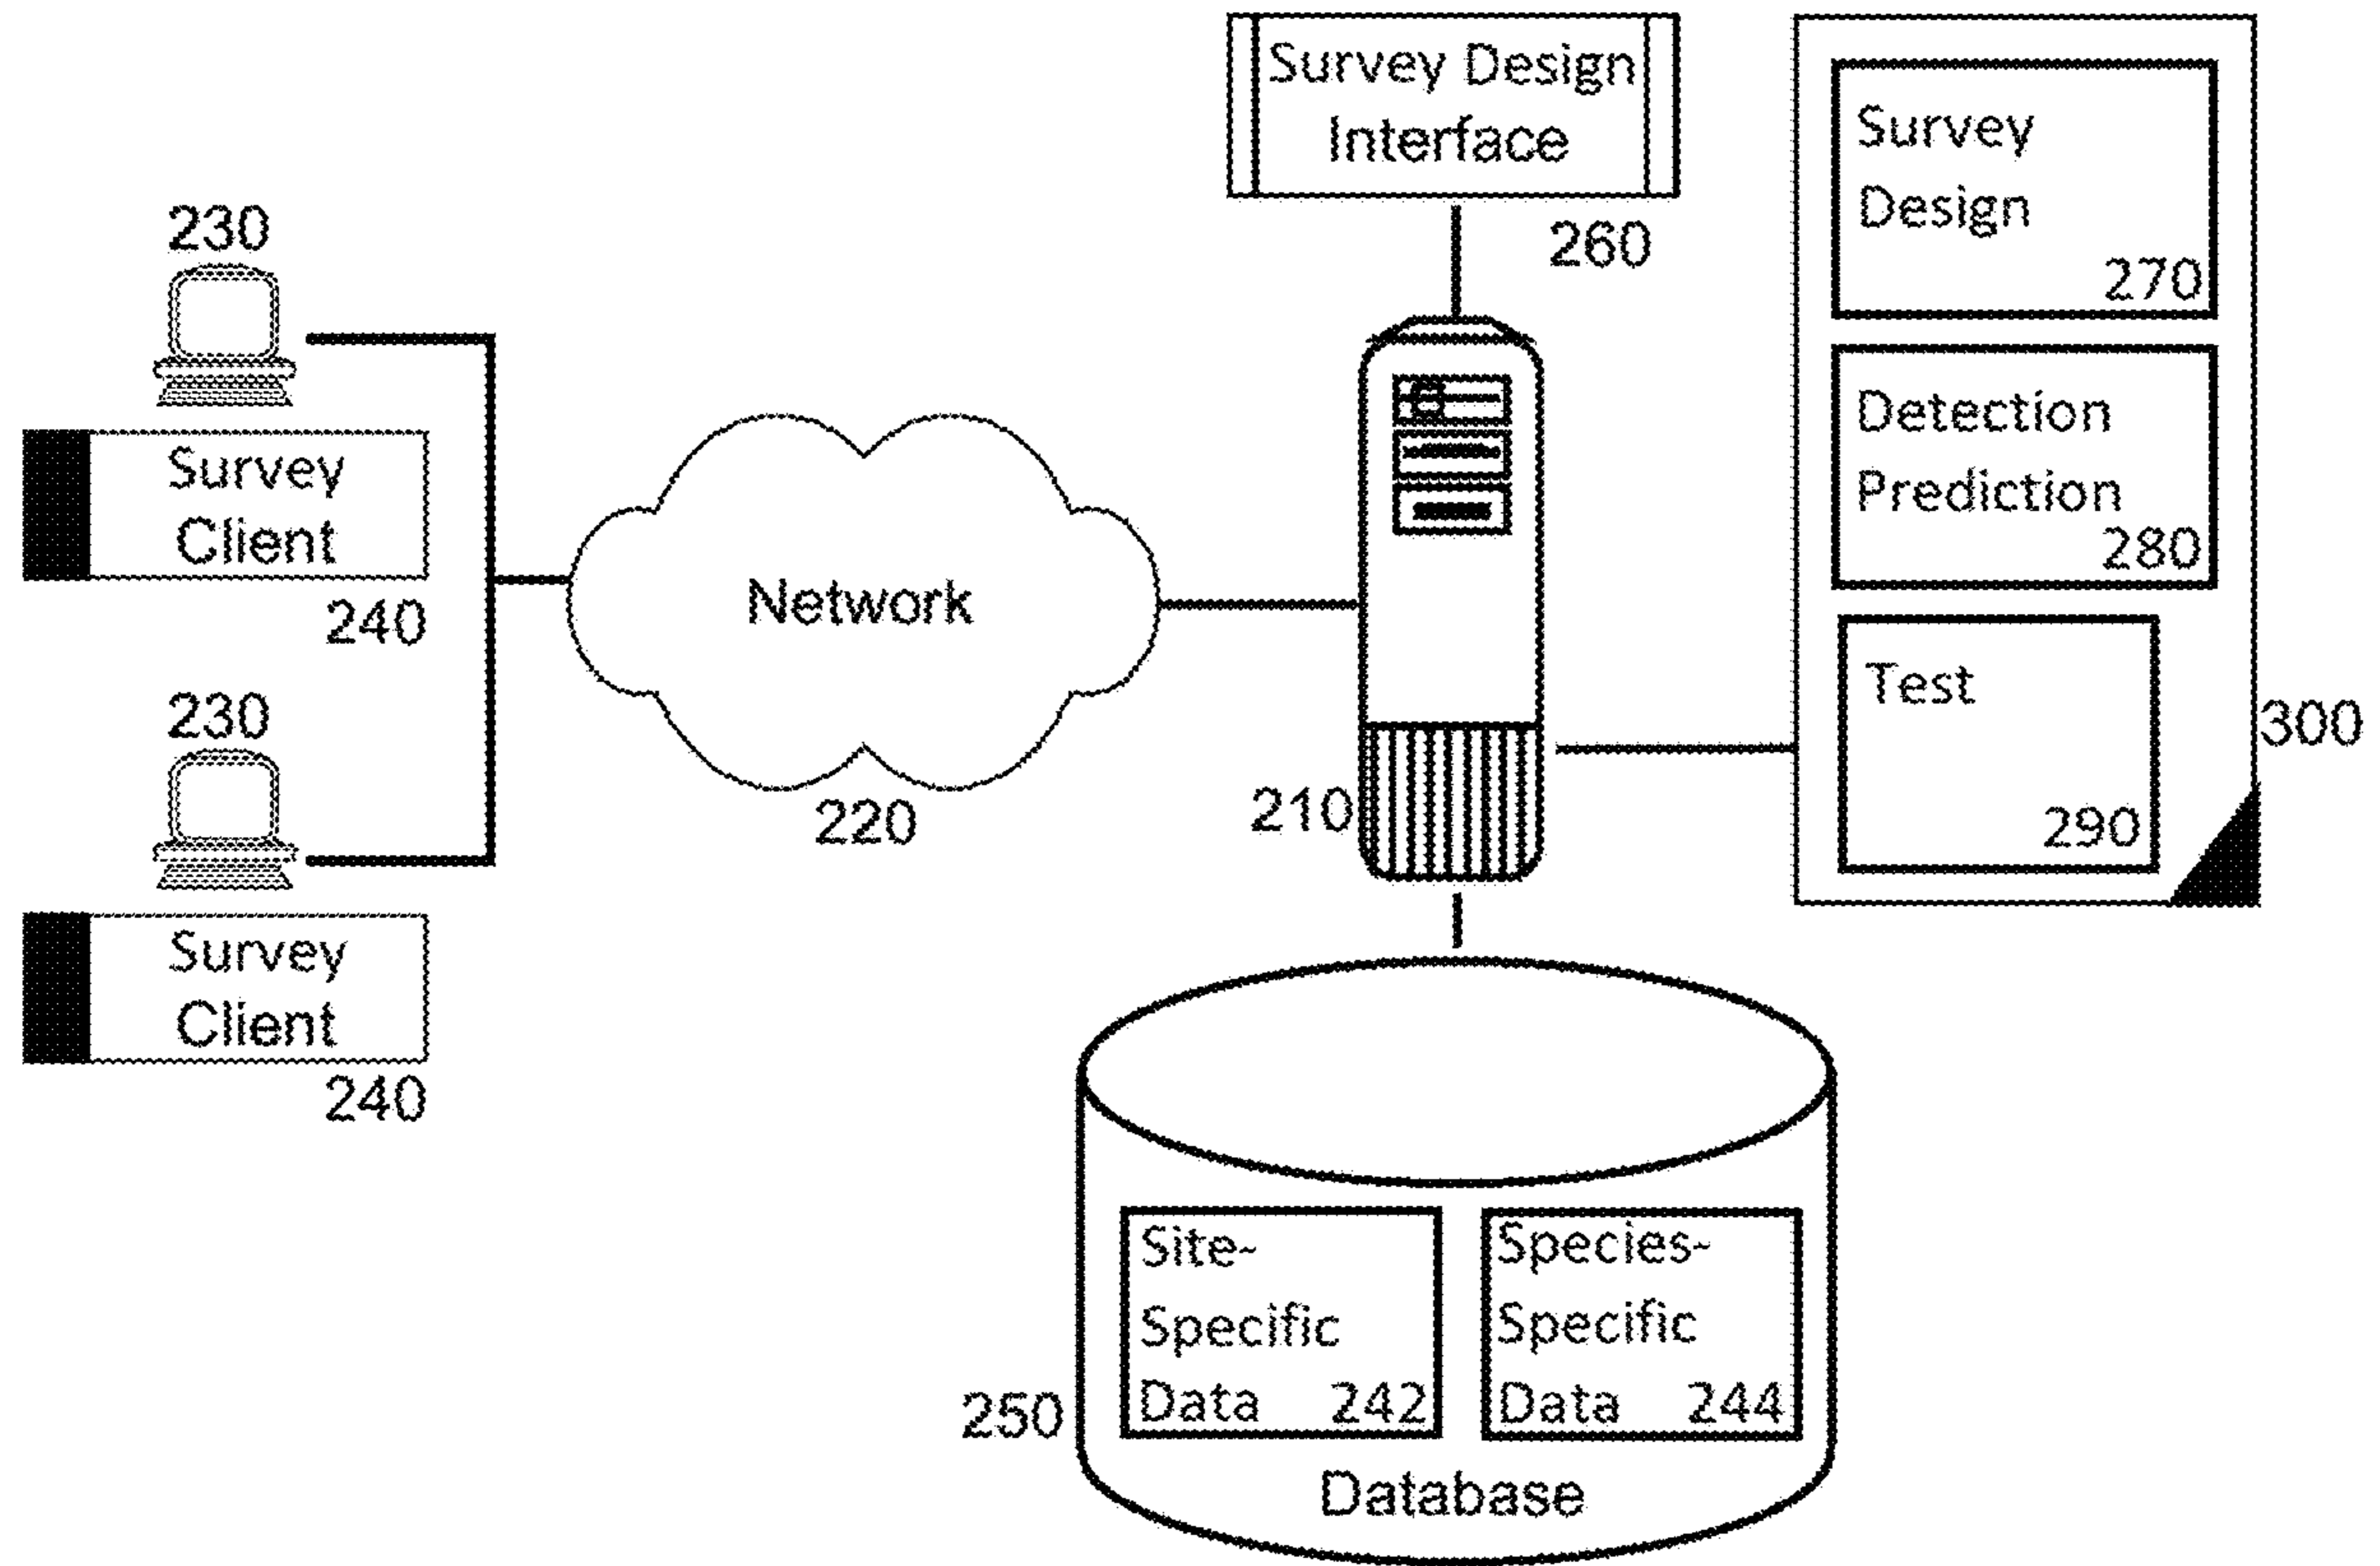 Survey Design
Interface
260
230
Survey
Client
240
230
Survey
Client
240
Network
220
210
Survey
Design
270
Detection
Prediction
280
Test
290
300
Site-
Specific
Data 242
Species-
Specific
Data 244
250
Database